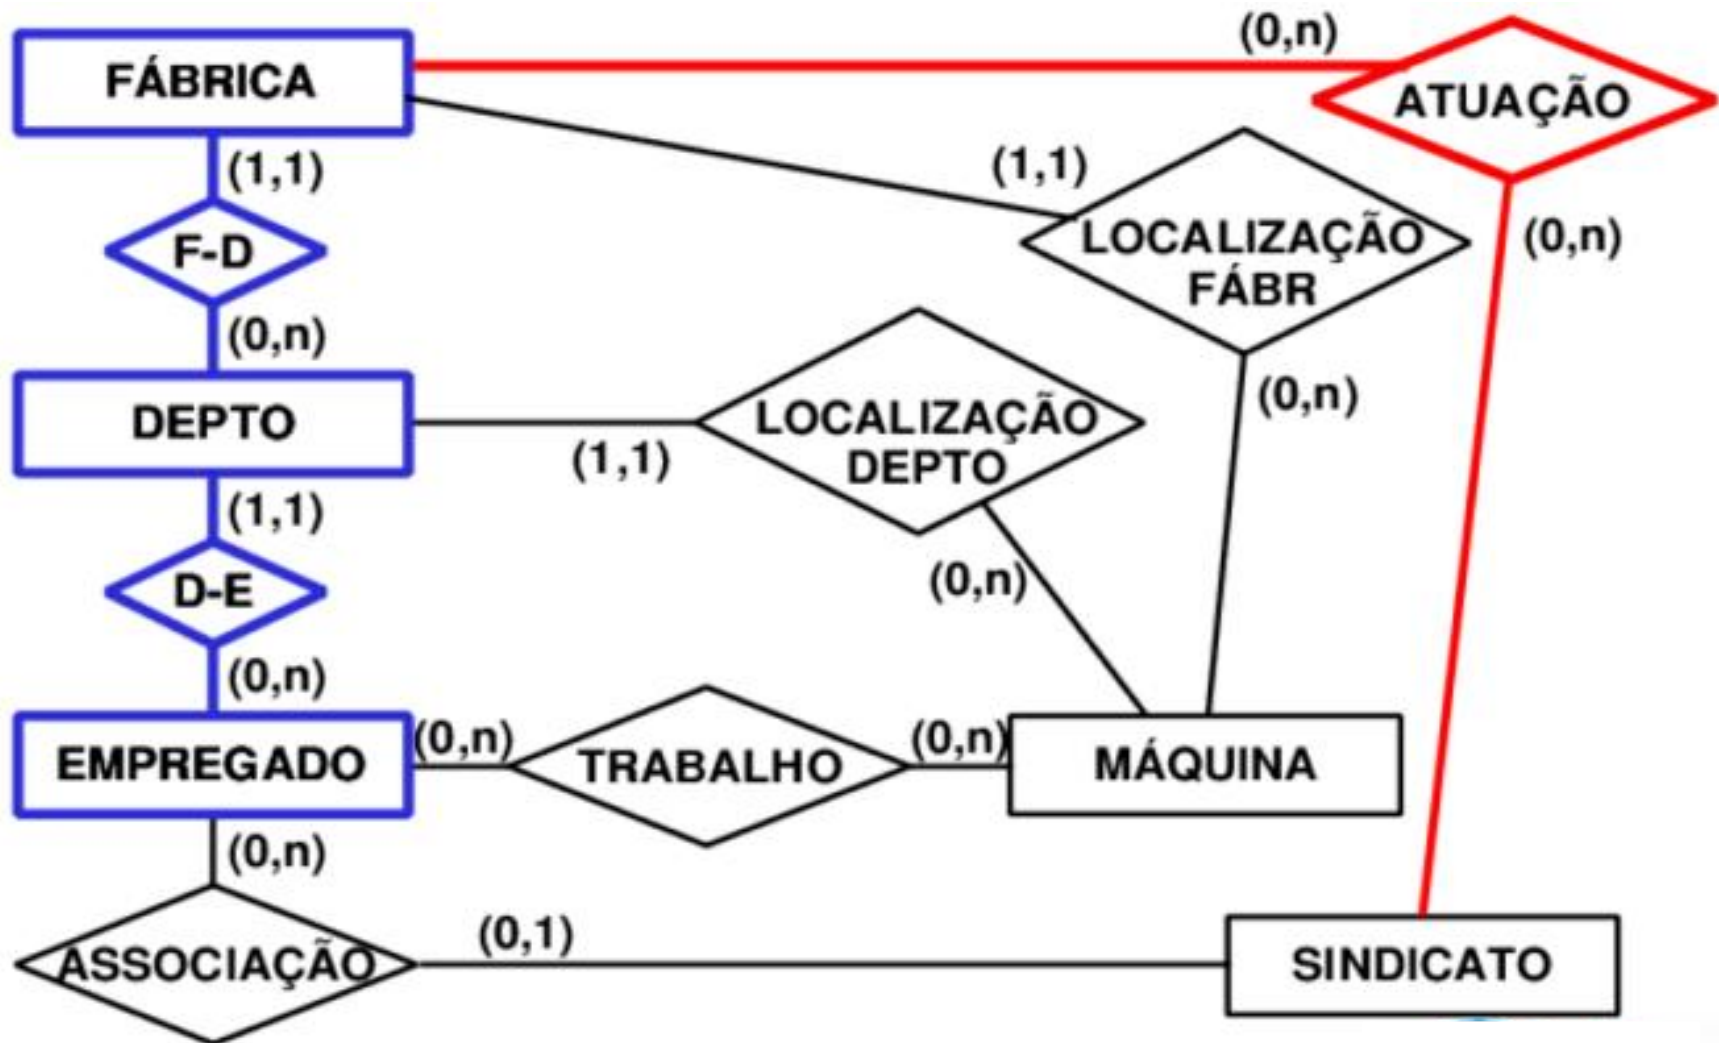 (0,n)
FÁBRICA
ATUAÇÃO
(1,1)
(1,1)
LOCALIZAÇÃO
FÁBR
(0,n)
F-D
(0,n)
(0,n)
DEPTO
LOCALIZAÇÃO
DEPTO
(1,1)
(1,1)
D-E
(0,n)
(0,n)
EMPREGADO
(0,n)
TRABALHO
(0,n)
MÁQUINA
(0,n)
ASSOCIAÇÃO
(0,1)
SINDICATO